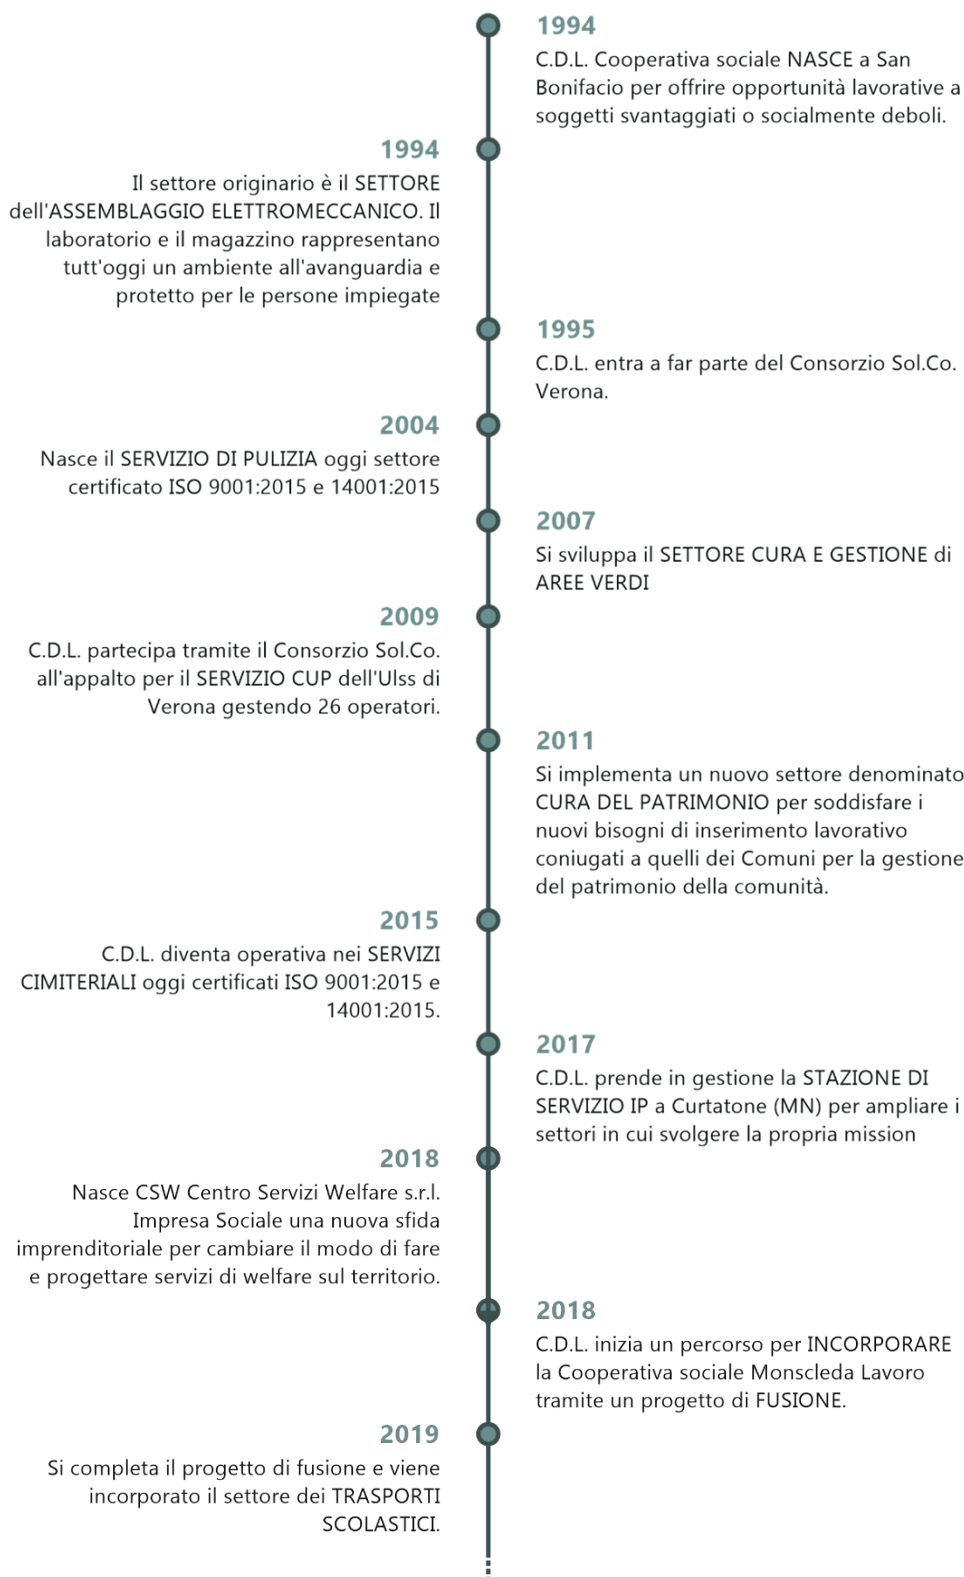 1994
C.D.L. Cooperativa sociale NASCE a San
Bonifacio per offrire opportunità lavorative a
soggetti svantaggiati o socialmente deboli.
1994
Il settore originario è il SETTORE
dell'ASSEMBLAGGIO ELETTROMECCANICO. Il
laboratorio e il magazzino rappresentano
tutt'oggi un ambiente all'avanguardia e
protetto per le persone impiegate
1995
C.D.L. entra a far parte del Consorzio Sol.Co.
Verona.
2004
Nasce il SERVIZIO DI PULIZIA oggi settore
certificato ISO 9001:2015 e 14001:2015
2007
Si sviluppa il SETTORE CURA E GESTIONE di
AREE VERDI
2009
C.D.L. partecipa tramite il Consorzio Sol.Co.
all'appalto per il SERVIZIO CUP dell'Ulss di
Verona gestendo 26 operatori.
2011
Si implementa un nuovo settore denominato
CURA DEL PATRIMONIO per soddisfare i
nuovi bisogni di inserimento lavorativo
coniugati a quelli dei Comuni per la gestione
del patrimonio della comunità.
2015
C.D.L. diventa operativa nei SERVIZI
CIMITERIALI oggi certificati ISO 9001:2015 e
14001:2015.
2017
C.D.L. prende in gestione la STAZIONE DI
SERVIZIO IP a Curtatone (MN) per ampliare i
settori in cui svolgere la propria mission
2018
Nasce CSW Centro Servizi Welfare s.r.l.
Impresa Sociale una nuova sfida
imprenditoriale per cambiare il modo di fare
e progettare servizi di welfare sul territorio.
2018
C.D.L. inizia un percorso per INCORPORARE
la Cooperativa sociale Monscleda Lavoro
tramite un progetto di FUSIONE.
2019
Si completa il progetto di fusione e viene
incorporato il settore dei TRASPORTI
SCOLASTICI.